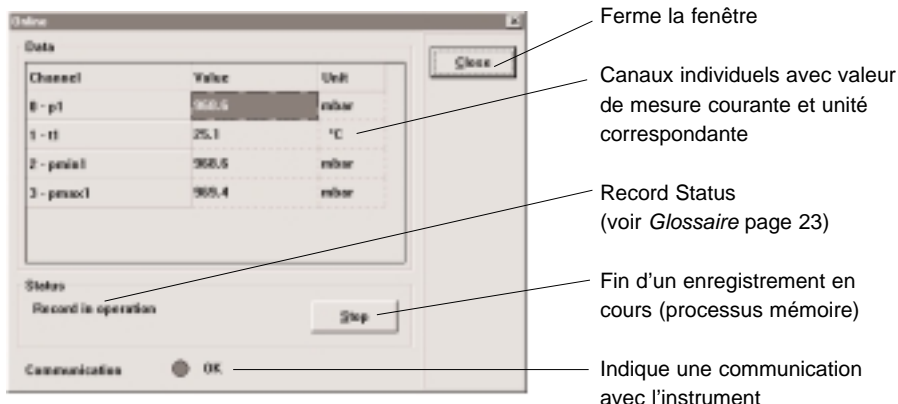 Online
Data
Close
Channel Value Unit
0 - p1 968.6 mbar
1 - t1 25.1 °C
2 - pmin1 968.6 mbar
3 - pmax1 969.4 mbar
Status
Record in operation
Stop
Communication OK
Ferme la fenêtre
Canaux individuels avec valeur
de mesure courante et unité
correspondante
Record Status
(voir Glossaire page 23)
Fin d'un enregistrement en
cours (processus mémoire)
Indique une communication
avec l'instrument